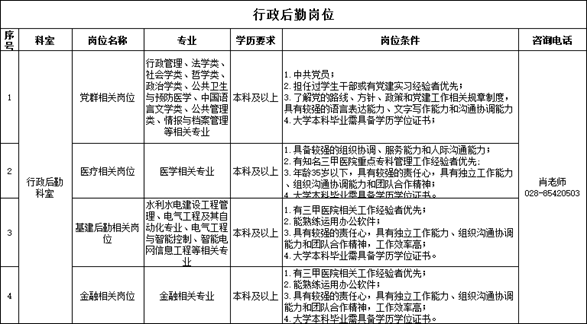 行政后勤岗位
序号 科室 岗位名称 专业 学历要求 岗位条件 咨询电话
行政后勤科室
肖老师
028-85420503
1 党群相关岗位
行政管理、法学类、
社会学类、哲学类、
政治学类、公共卫生
与预防医学、中国语
言文学类、公共管理
类、情报与档案管理
等相关专业
本科及以上
1.中共党员；
2.担任过学生干部或有党建实习经验者优先；
3.了解党的路线、方针、政策和党建工作相关规章制度，
具有较强的语言表达能力、文字写作能力和沟通协调能力
4.大学本科毕业需具备学历学位证书；
2 医疗相关岗位 医学相关专业 本科及以上
1.具备较强的组织协调、服务能力和人际沟通能力；
2.有知名三甲医院重点专科管理工作经验者优先；
3.年龄35岁以下，具有较强的责任心，具有独立工作能力
、组织沟通协调能力和团队合作精神；
4.大学本科毕业需具备学历学位证书。
3 基建后勤相关岗位
水利水电建设工程管
理、电气工程及其自
动化专业、电气工程
与智能控制、智能电
网信息工程等相关专
业
本科及以上
1.有三甲医院相关工作经验者优先；
2.能熟练运用办公软件；
3.具有较强的责任心，具有独立工作能力、组织沟通协调
能力和团队合作精神，工作效率高；
4.大学本科毕业需具备学历学位证书。
4 金融相关岗位 金融相关专业 本科及以上
1.有三甲医院相关工作经验者优先；
2.能熟练运用办公软件；
3.具有较强的责任心，具有独立工作能力、组织沟通协调
能力和团队合作精神，工作效率高；
4.大学本科毕业需具备学历学位证书。